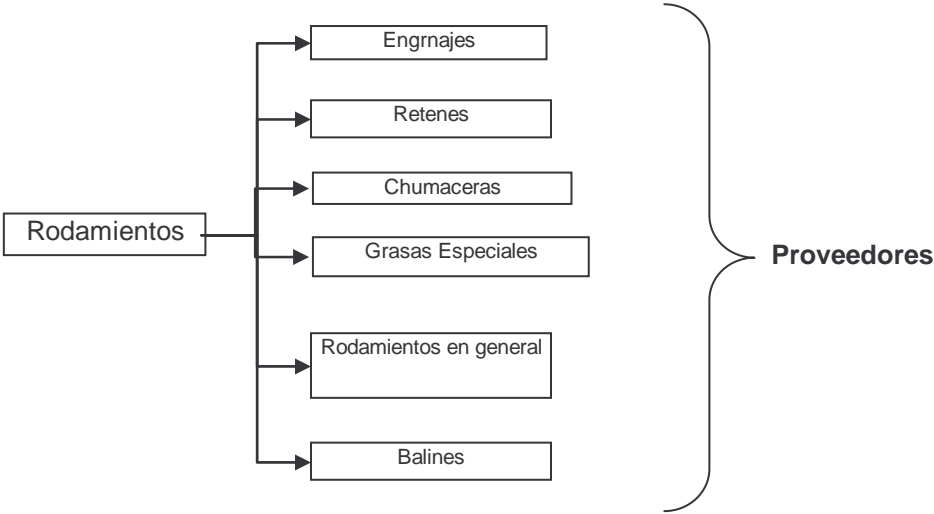 Engrnajes
Retenes
Chumaceras
Rodamientos
Grasas Especiales
Proveedores
Rodamientos en general
Balines